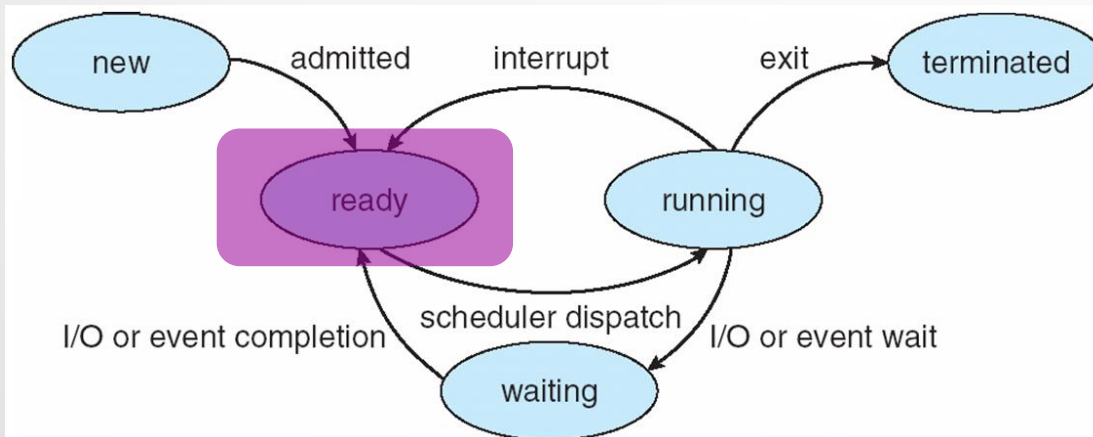 new
admitted
interrupt
exit
terminated
ready
running
scheduler dispatch
I/O or event completion
I/O or event wait
waiting